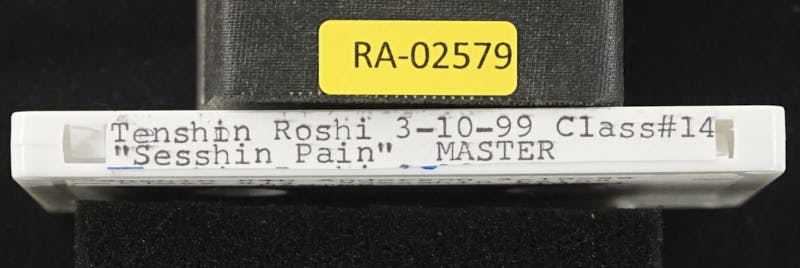 RA-02579
Tenshin Roshi 3-10-99 Class#14
"Sesshin Pain" MASTER